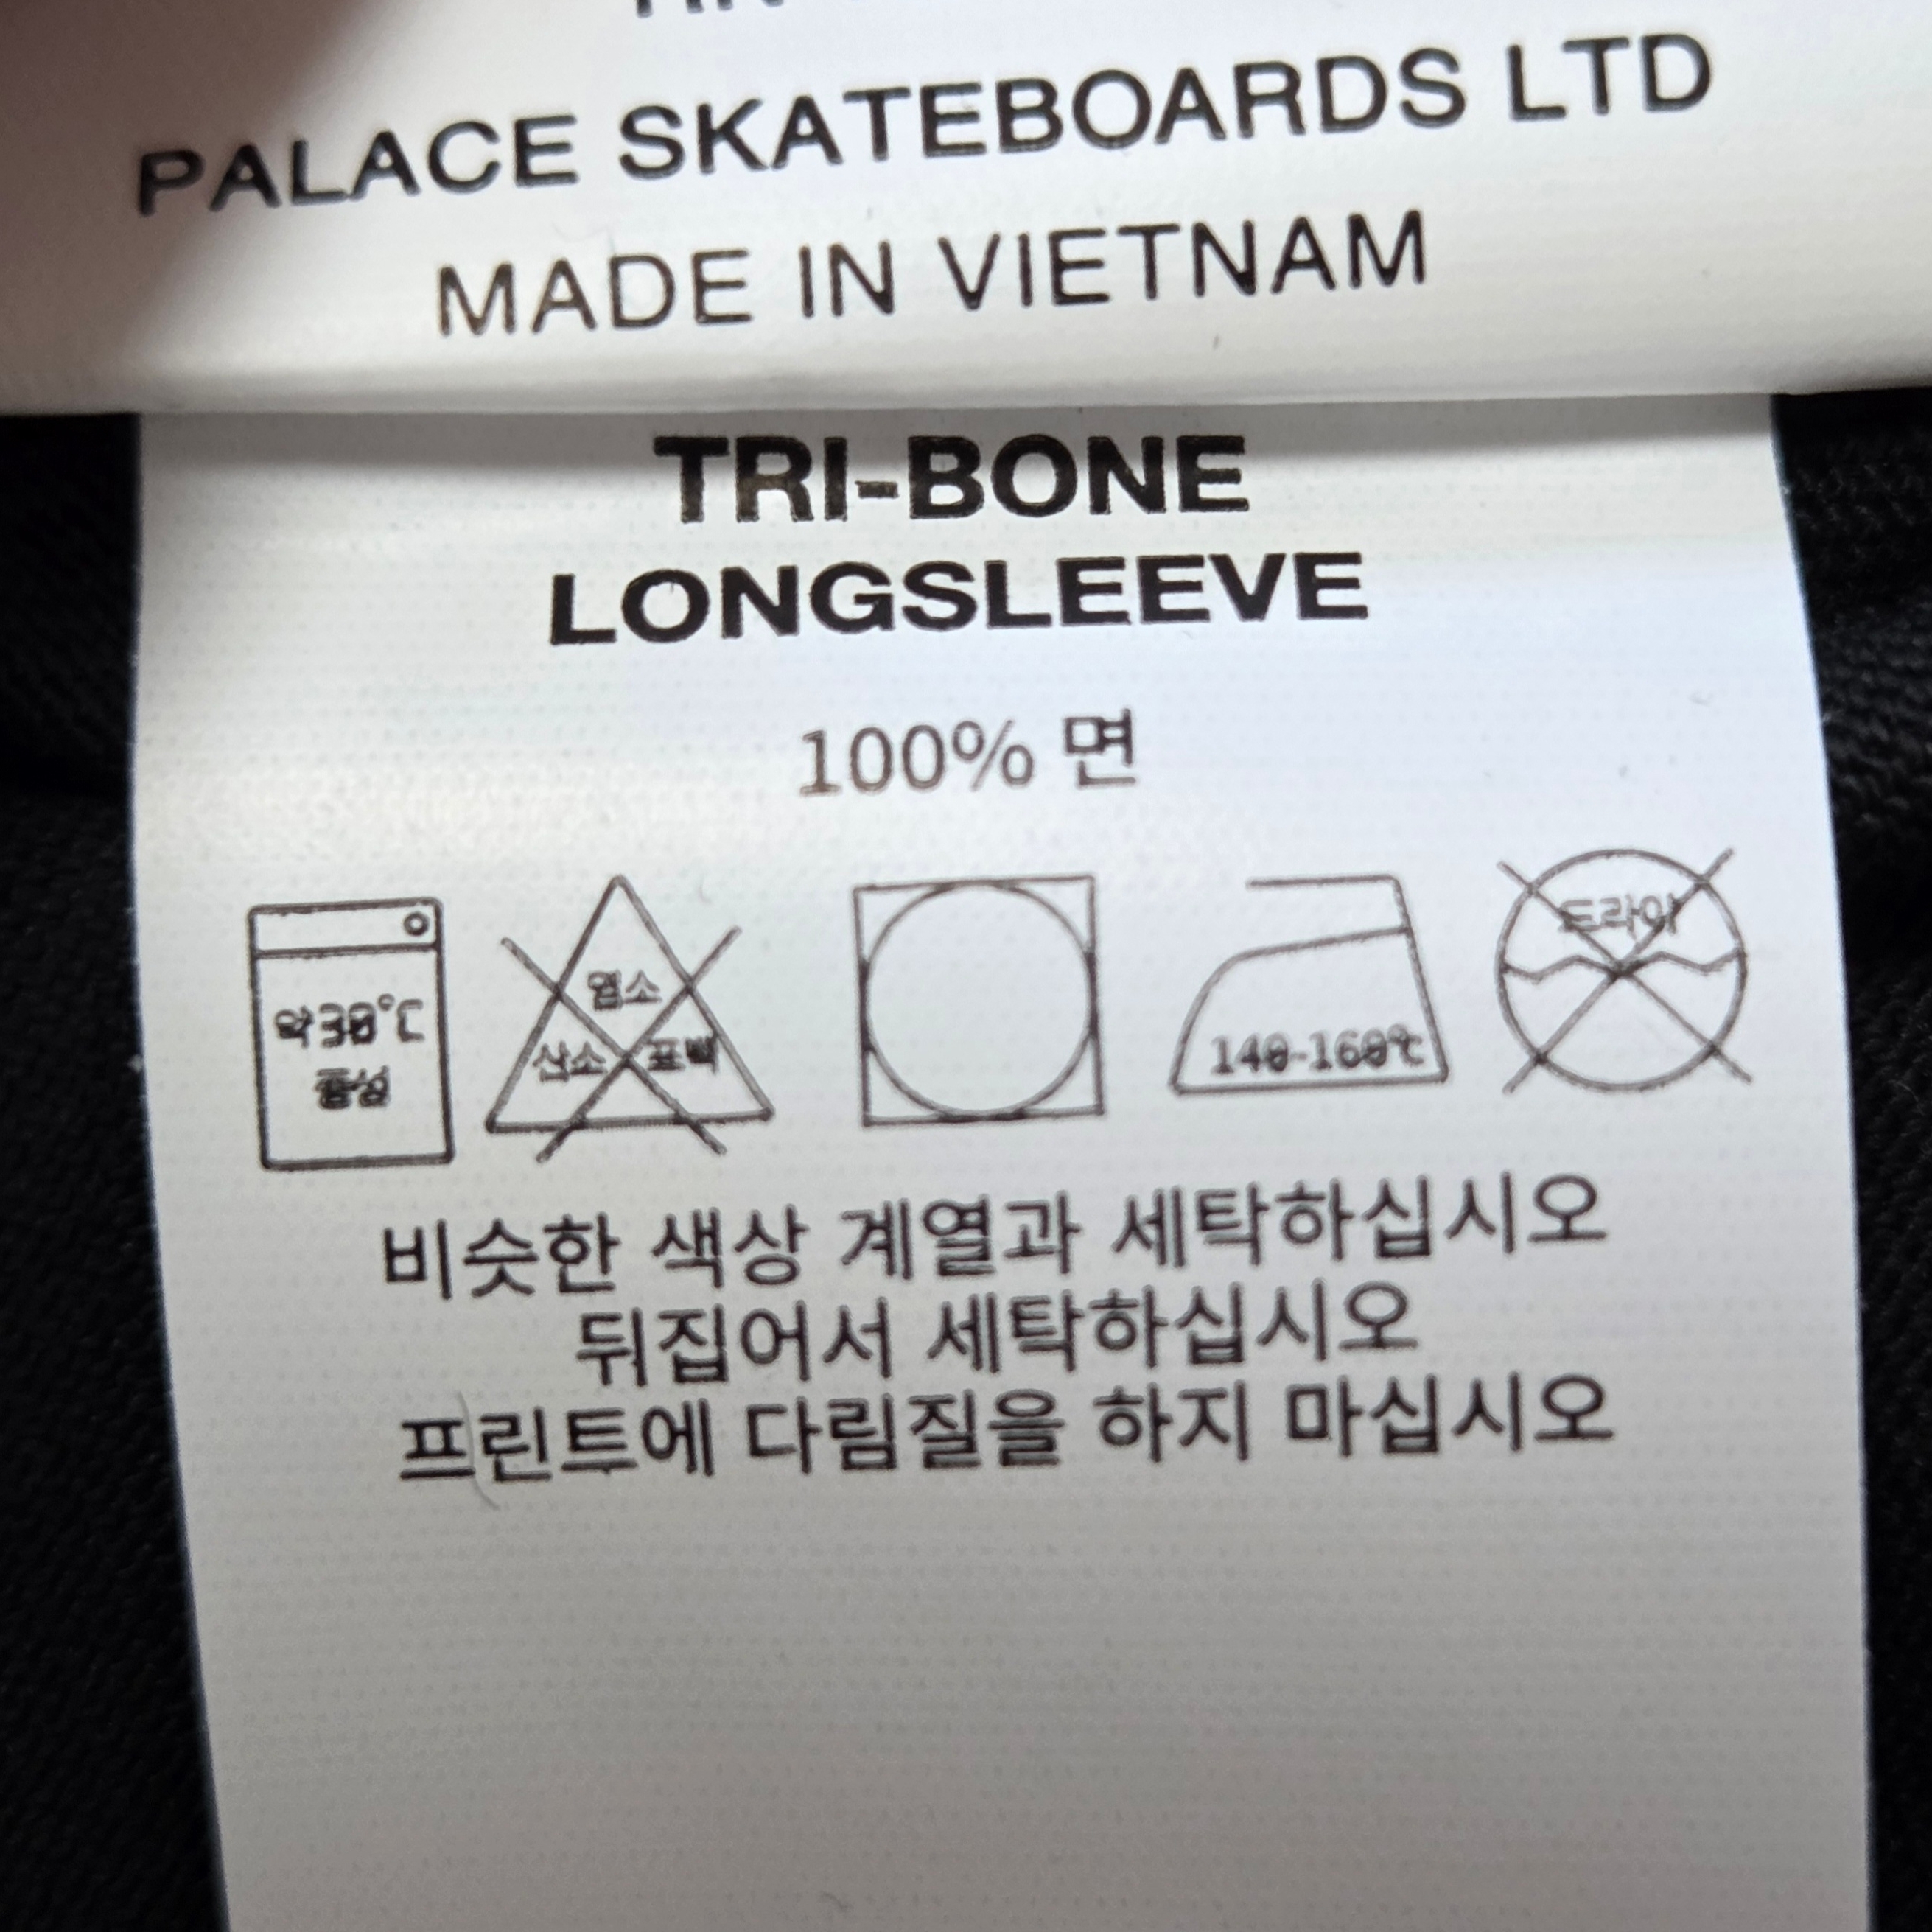 PALACE SKATEBOARDS LTD
MADE IN VIETNAM
TRI-BONE
LONGSLEEVE
100% 면
약30°C
중성
염소
산소 표백
140-160℃
드라이
비슷한 색상 계열과 세탁하십시오
뒤집어서 세탁하십시오
프린트에 다림질을 하지 마십시오